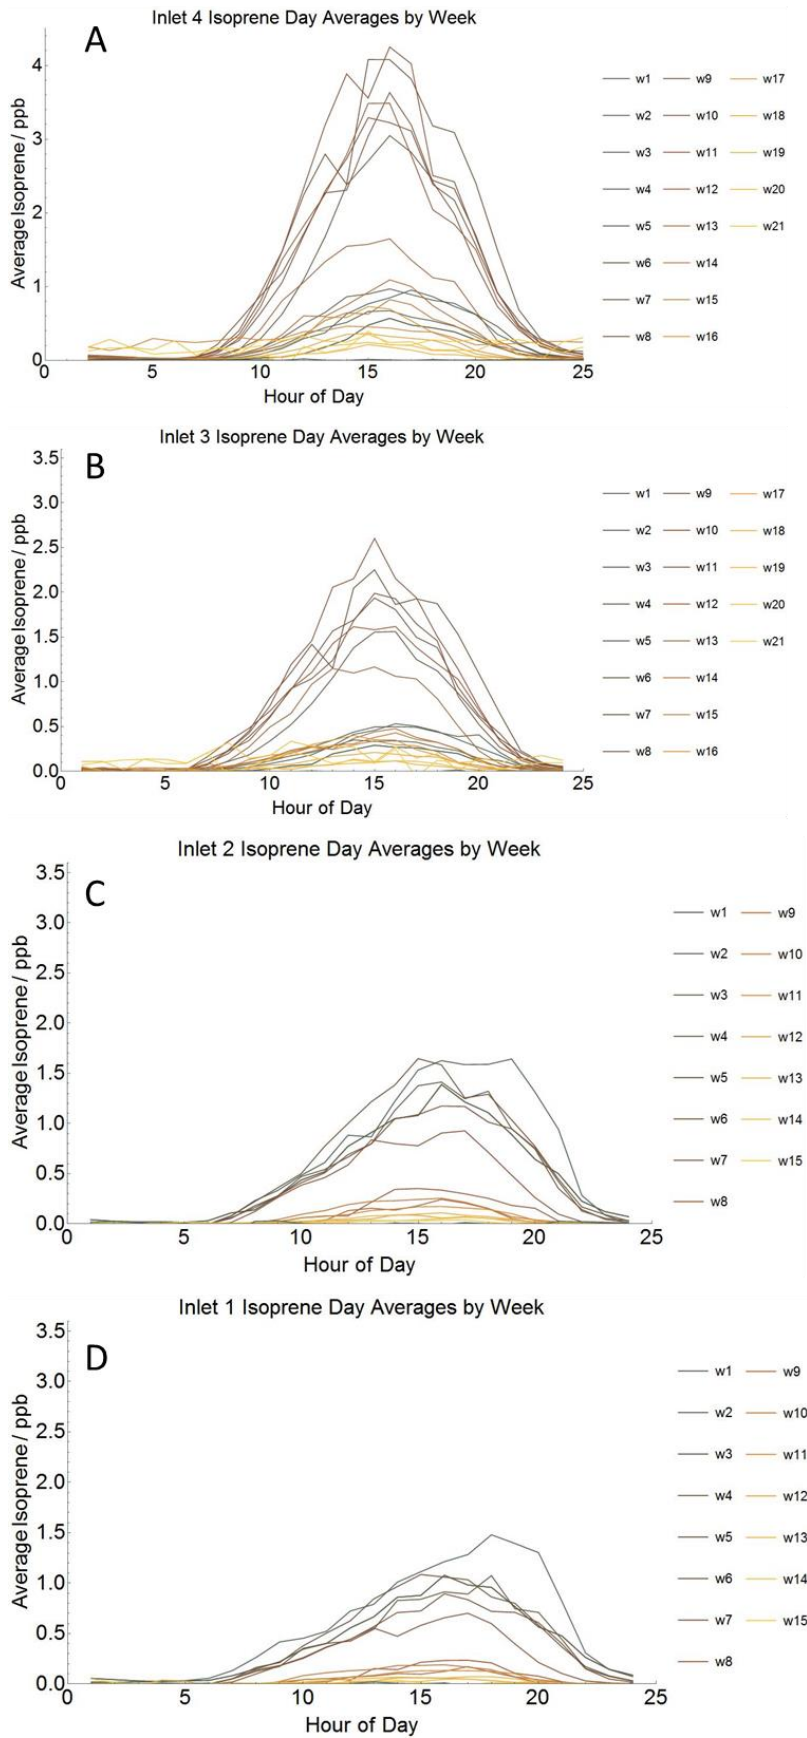 Inlet 4 Isoprene Day Averages by Week
A
Average Isoprene / ppb
4
3
2
1
0
0 5 10 15 20 25
Hour of Day
w1 w9 w17
w2 w10 w18
w3 w11 w19
w4 w12 w20
w5 w13 w21
w6 w14
w7 w15
w8 w16
Inlet 3 Isoprene Day Averages by Week
B
Average Isoprene / ppb
3.5
3.0
2.5
2.0
1.5
1.0
0.5
0.0
0 5 10 15 20 25
Hour of Day
w1 w9 w17
w2 w10 w18
w3 w11 w19
w4 w12 w20
w5 w13 w21
w6 w14
w7 w15
w8 w16
Inlet 2 Isoprene Day Averages by Week
C
Average Isoprene / ppb
3.5
3.0
2.5
2.0
1.5
1.0
0.5
0.0
0 5 10 15 20 25
Hour of Day
w1 w9
w2 w10
w3 w11
w4 w12
w5 w13
w6 w14
w7 w15
w8
Inlet 1 Isoprene Day Averages by Week
D
Average Isoprene / ppb
3.5
3.0
2.5
2.0
1.5
1.0
0.5
0.0
0 5 10 15 20 25
Hour of Day
w1 w9
w2 w10
w3 w11
w4 w12
w5 w13
w6 w14
w7 w15
w8